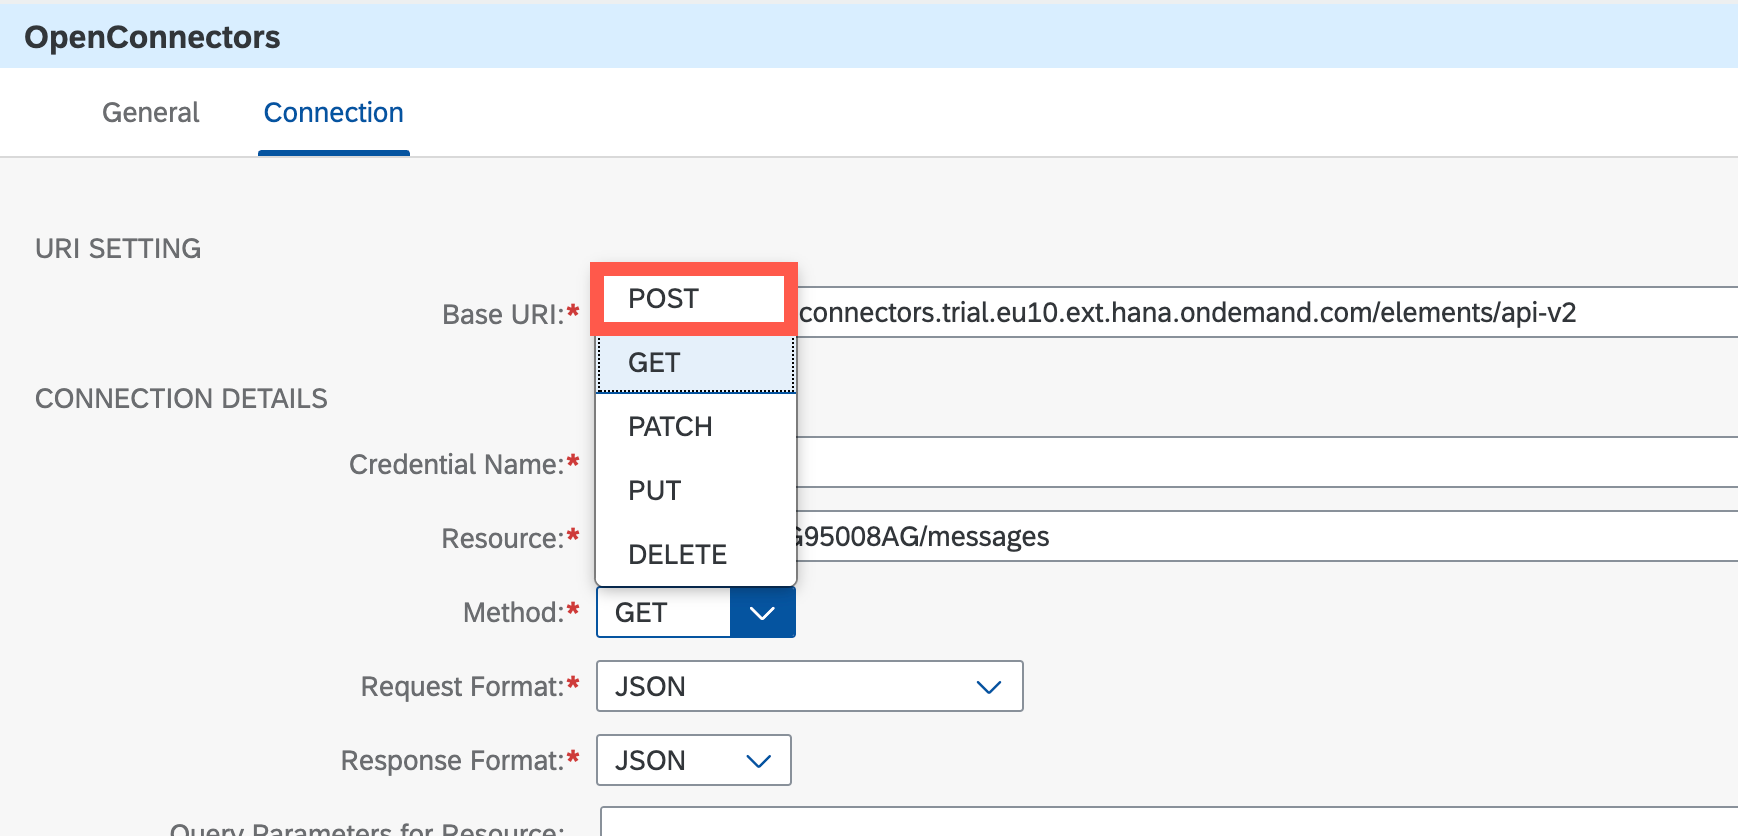 OpenConnectors
General Connection
URI SETTING
Base URI:* connectors.trial.eu10.ext.hana.ondemand.com/elements/api-v2
POST
GET
PATCH
PUT
DELETE
CONNECTION DETAILS
Credential Name:*
Resource:* G95008AG/messages
Method:* GET
Request Format:* JSON
Response Format:* JSON
Query Parameters for Resource: